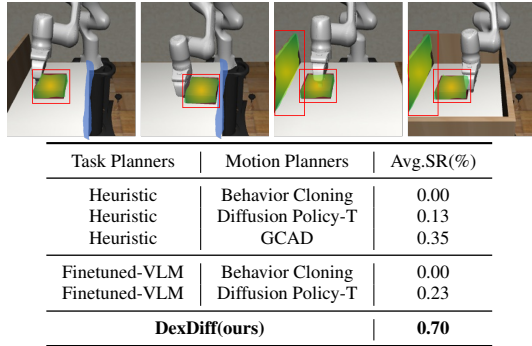 Task Planners Motion Planners Avg.SR(%)
Heuristic Behavior Cloning 0.00
Heuristic Diffusion Policy-T 0.13
Heuristic GCAD 0.35
Finetuned-VLM Behavior Cloning 0.00
Finetuned-VLM Diffusion Policy-T 0.23
DexDiff(ours) 0.70